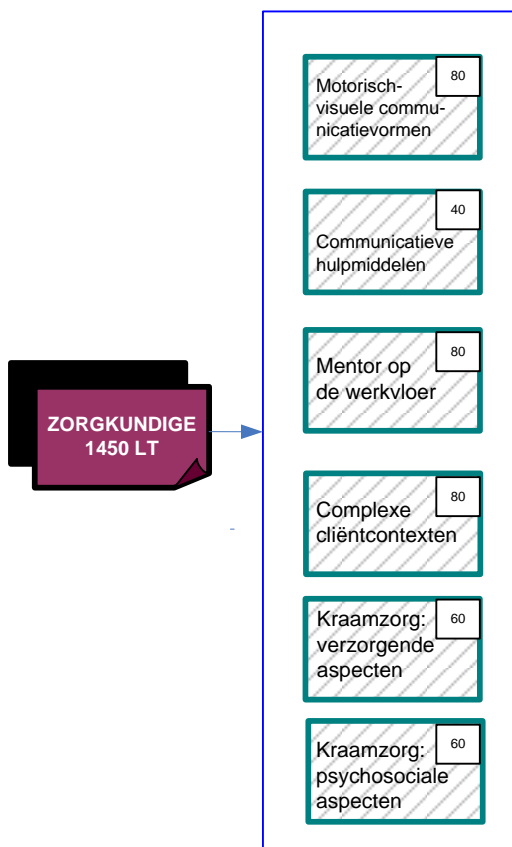 80
Motorisch-
visuele commu-
nicatievormen
40
Communicatieve
hulpmiddelen
80
Mentor op
de werkvloer
ZORGKUNDIGE
1450 LT
80
Complexe
cliëntcontexten
60
Kraamzorg:
verzorgende
aspecten
60
Kraamzorg:
psychosociale
aspecten